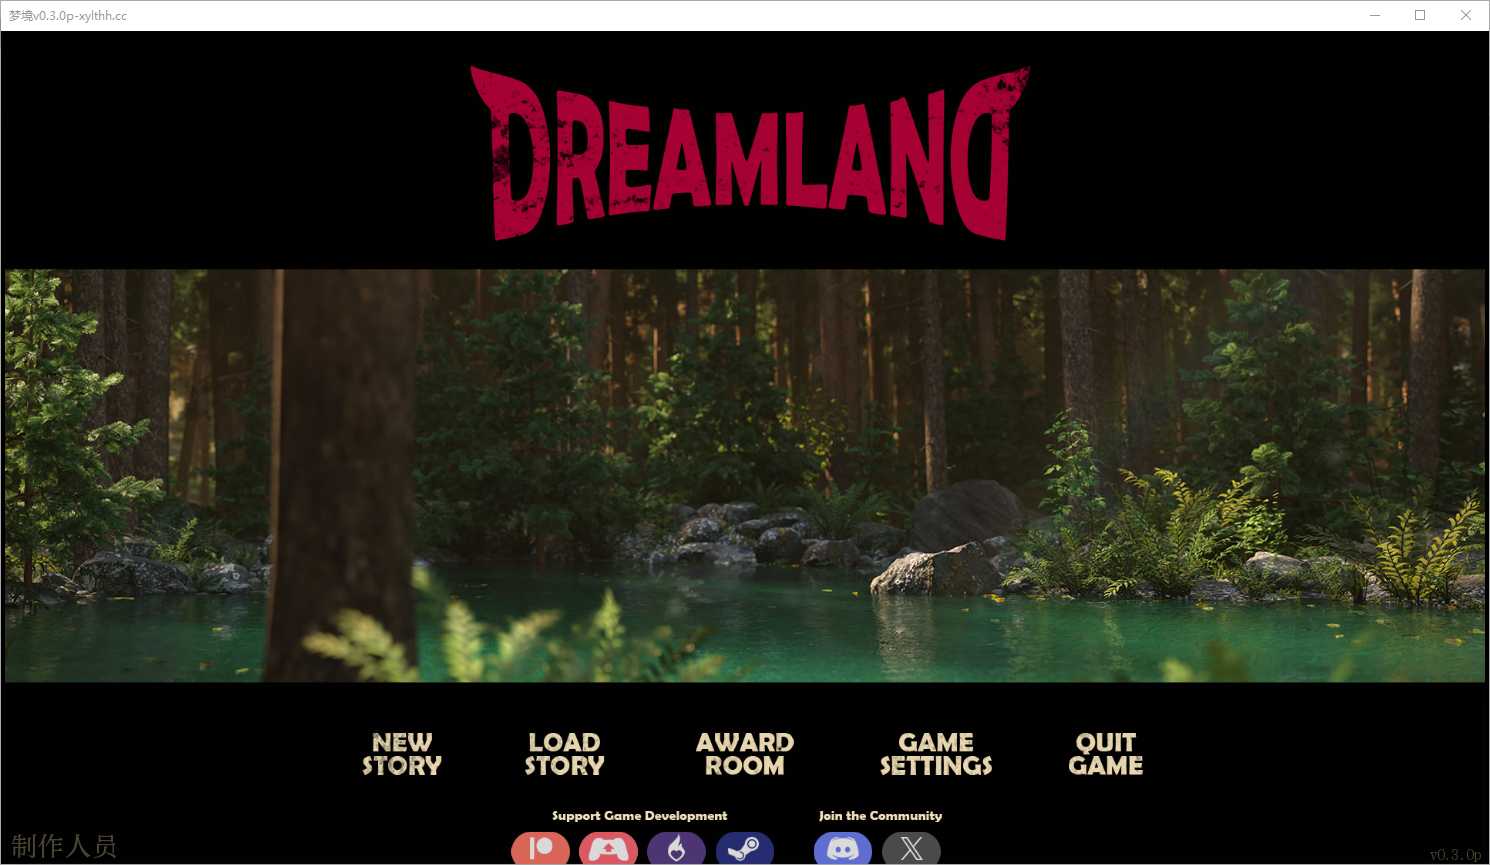 梦境v0.3.0p-xylthh.cc
DREAMLAND
NEW
STORY
LOAD
STORY
AWARD
ROOM
GAME
SETTINGS
QUIT
GAME
Support Game Development
Join the Community
制作人员
v0.3.0p